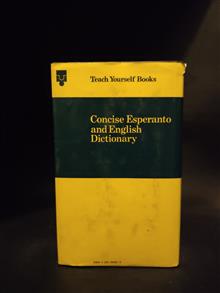 Teach Yourself Books
Concise Esperanto
and English
Dictionary